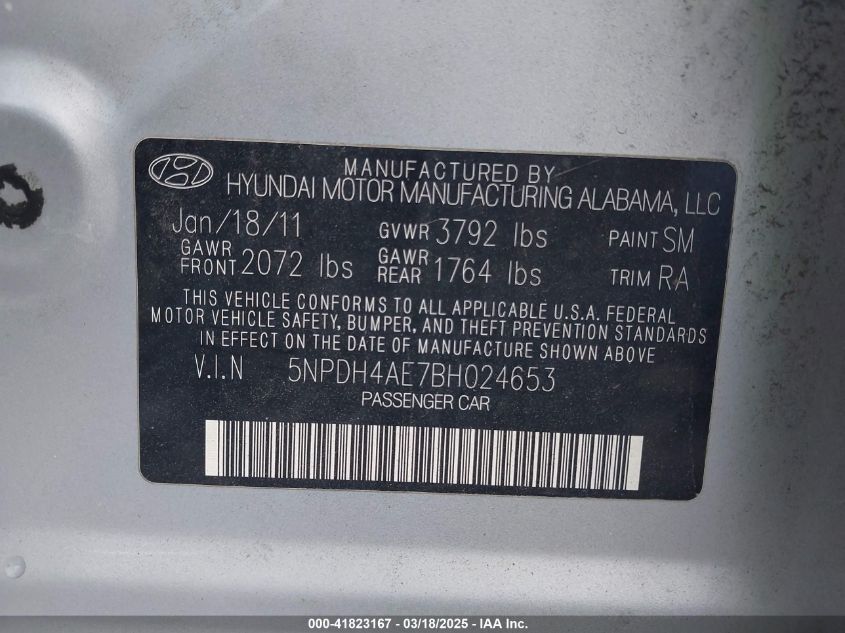 MANUFACTURED BY
HYUNDAI MOTOR MANUFACTURING ALABAMA, LLC
Jan/18/11 GVWR 3792 lbs PAINT SM
GAWR FRONT 2072 lbs GAWR REAR 1764 lbs TRIM RA
THIS VEHICLE CONFORMS TO ALL APPLICABLE U.S.A. FEDERAL
MOTOR VEHICLE SAFETY, BUMPER, AND THEFT PREVENTION STANDARDS
IN EFFECT ON THE DATE OF MANUFACTURE SHOWN ABOVE
V.I.N 5NPDH4AE7BH024653
PASSENGER CAR
000-41823167 - 03/18/2025 - IAA Inc.